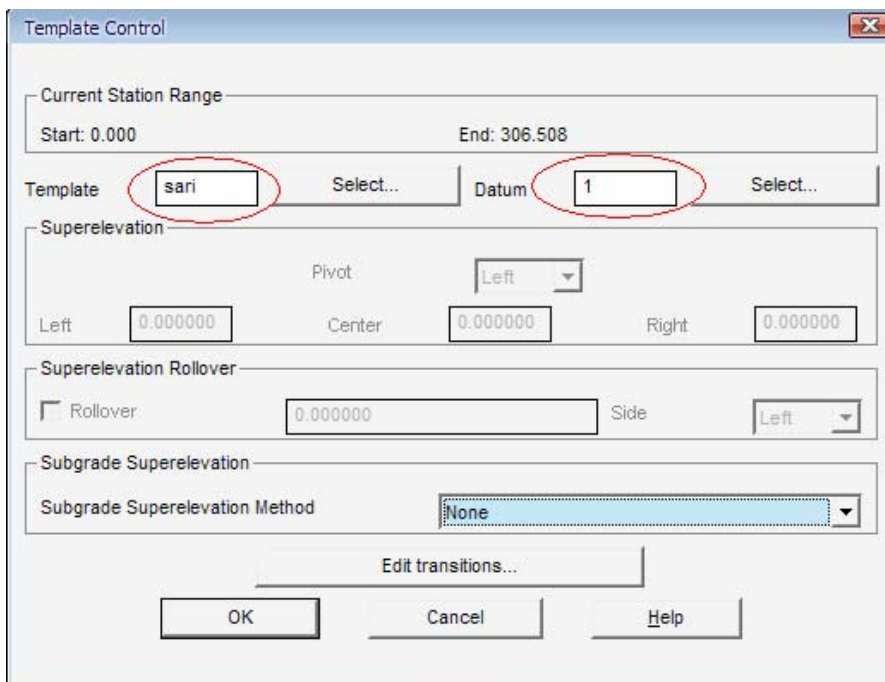 Template Control
Current Station Range
Start: 0.000 End: 306.508
Template sari Select... Datum 1 Select...
Superelevation
Pivot Left
Left 0.000000 Center 0.000000 Right 0.000000
Superelevation Rollover
Rollover 0.000000 Side Left
Subgrade Superelevation
Subgrade Superelevation Method None
Edit transitions...
OK Cancel Help